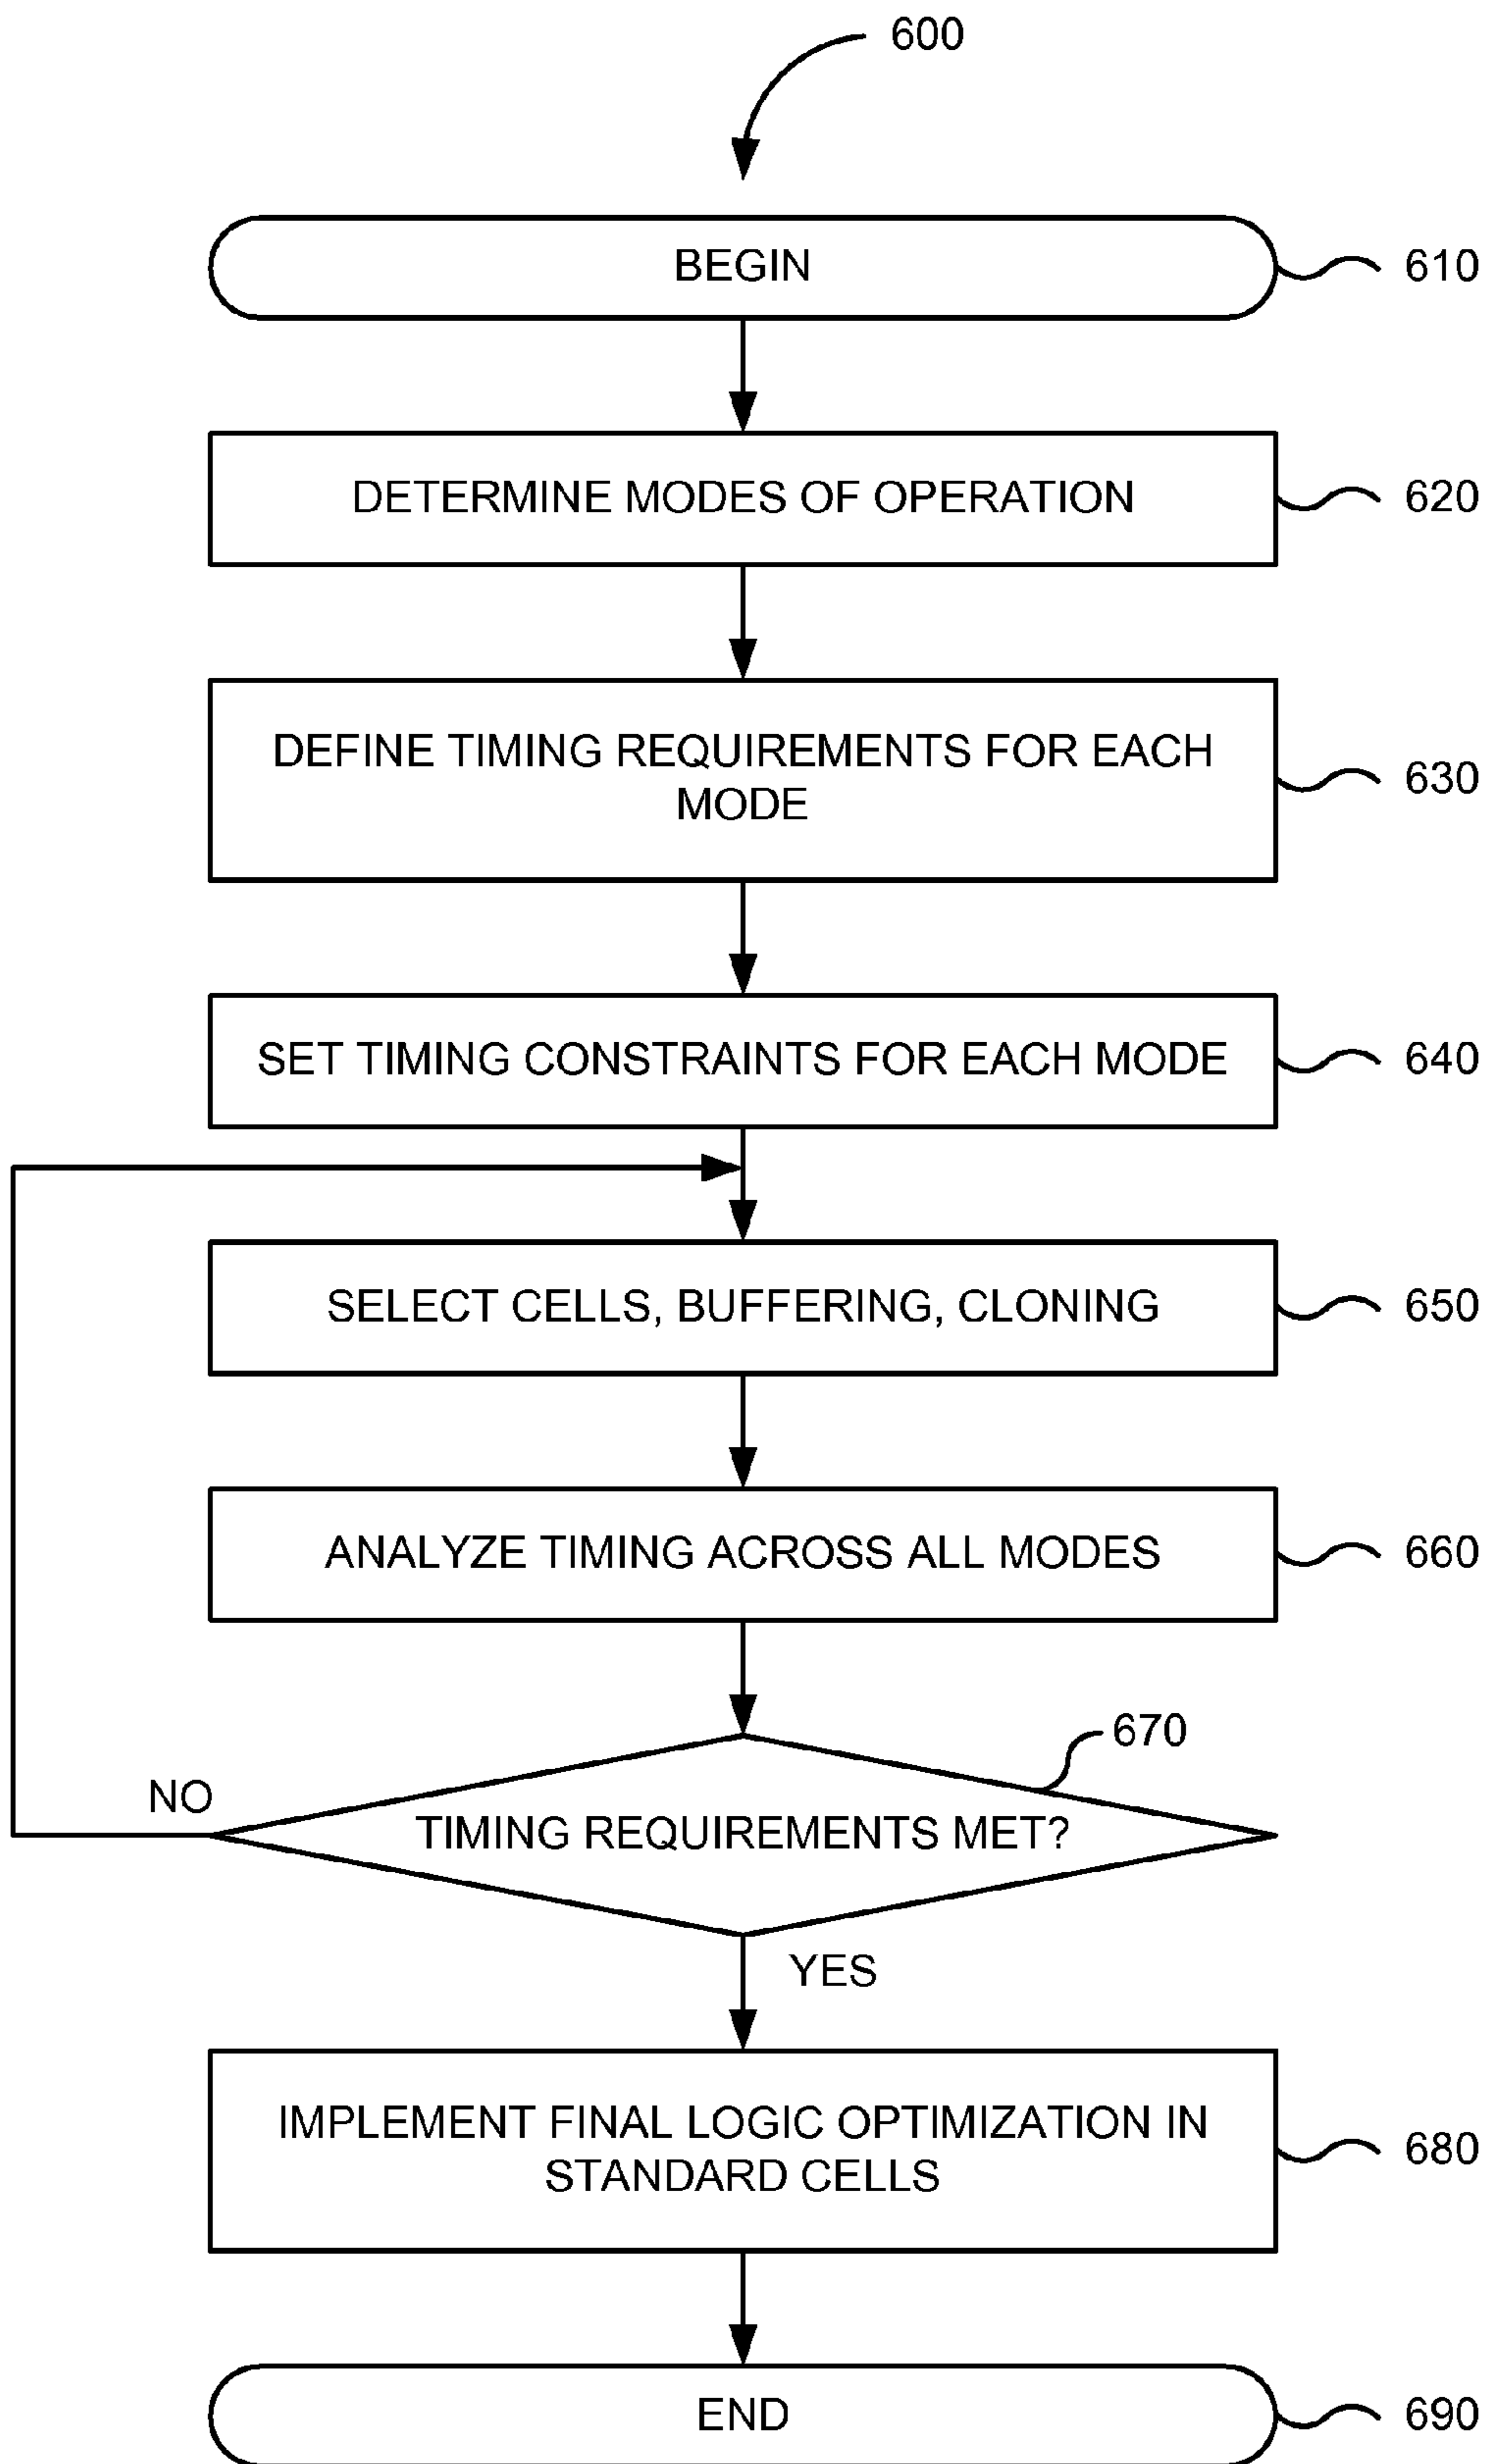 600
BEGIN
610
DETERMINE MODES OF OPERATION
620
DEFINE TIMING REQUIREMENTS FOR EACH
MODE
630
SET TIMING CONSTRAINTS FOR EACH MODE
640
SELECT CELLS, BUFFERING, CLONING
650
ANALYZE TIMING ACROSS ALL MODES
660
670
NO
TIMING REQUIREMENTS MET?
YES
IMPLEMENT FINAL LOGIC OPTIMIZATION IN
STANDARD CELLS
680
END
690